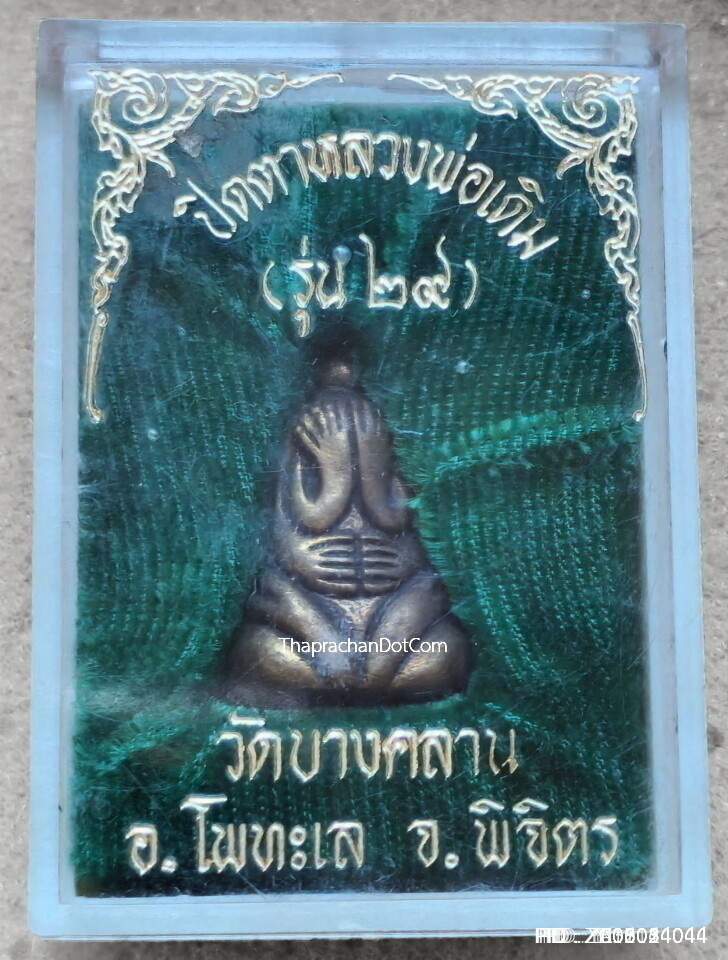 ปิดตาหลวงพ่อเดิม
(รุ่น ๒๙)
ThaprachanDotCom
วัดบางคลาน
อ.โพทะเล จ.พิจิตร